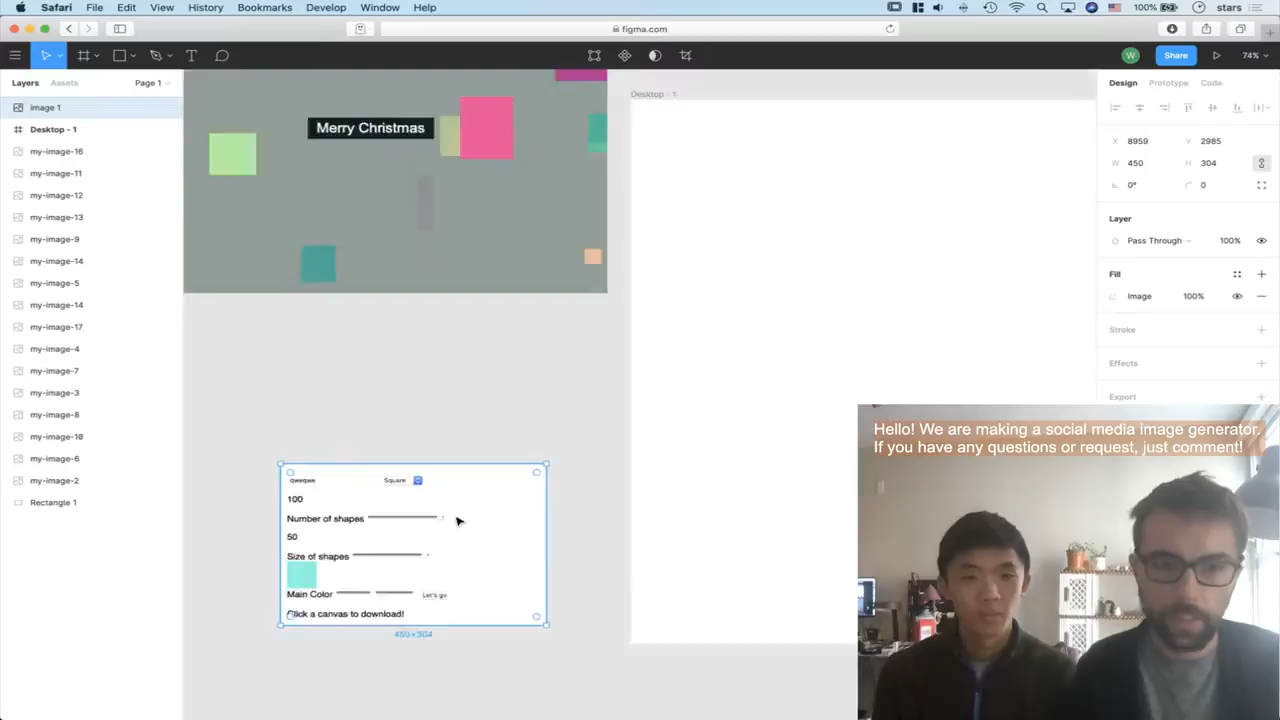 Safari File Edit View History Bookmarks Develop Window Help 100% stars
figma.com
W Share 74%
Layers Assets Page 1
Design Prototype Code
image 1
Desktop - 1
my-image-16
my-image-11
my-image-12
my-image-13
my-image-9
my-image-14
my-image-5
my-image-14
my-image-17
my-image-4
my-image-7
my-image-3
my-image-8
my-image-10
my-image-6
my-image-2
Rectangle 1
Merry Christmas
Desktop - 1
qweqwe Square
100
Number of shapes
50
Size of shapes
Main Color Let's go
Click a canvas to download!
450 × 304
X 8959 Y 2985
W 450 H 304
0° 0
Layer
Pass Through 100%
Fill
Image 100%
Stroke
Effects
Export
Hello! We are making a social media image generator.
If you have any questions or request, just comment!